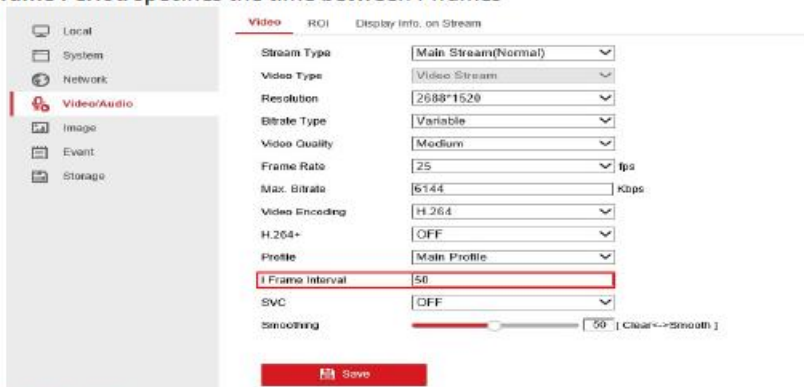 Video ROI Display Info. on Stream
Local
System
Network
Video/Audio
Image
Event
Storage
Stream Type Main Stream(Normal)
Video Type Video Stream
Resolution 2688*1520
Bitrate Type Variable
Video Quality Medium
Frame Rate 25 fps
Max. Bitrate 6144 Kbps
Video Encoding H.264
H.264+ OFF
Profile Main Profile
I Frame Interval 50
SVC OFF
Smoothing 50 [ Clear<->Smooth ]
Save